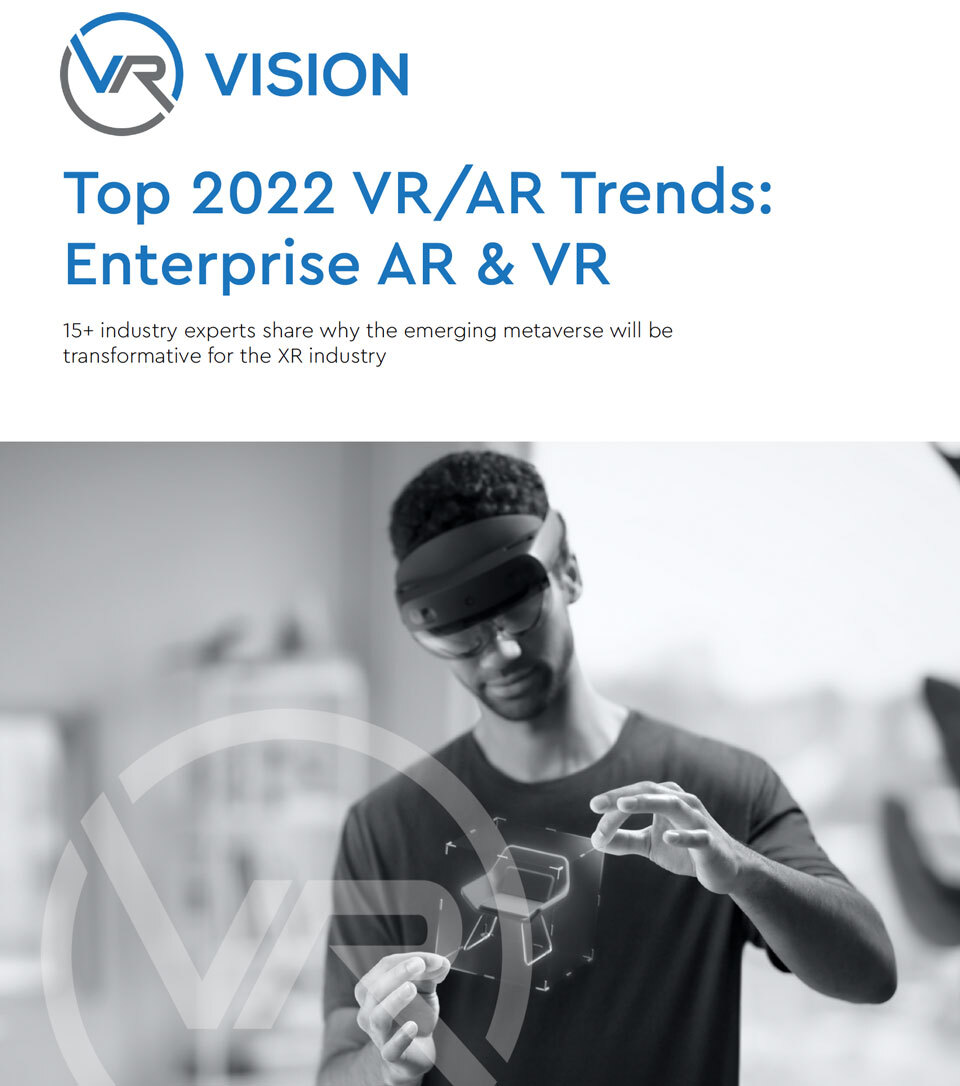 VR VISION
Top 2022 VR/AR Trends:
Enterprise AR & VR
15+ industry experts share why the emerging metaverse will be
transformative for the XR industry
VR